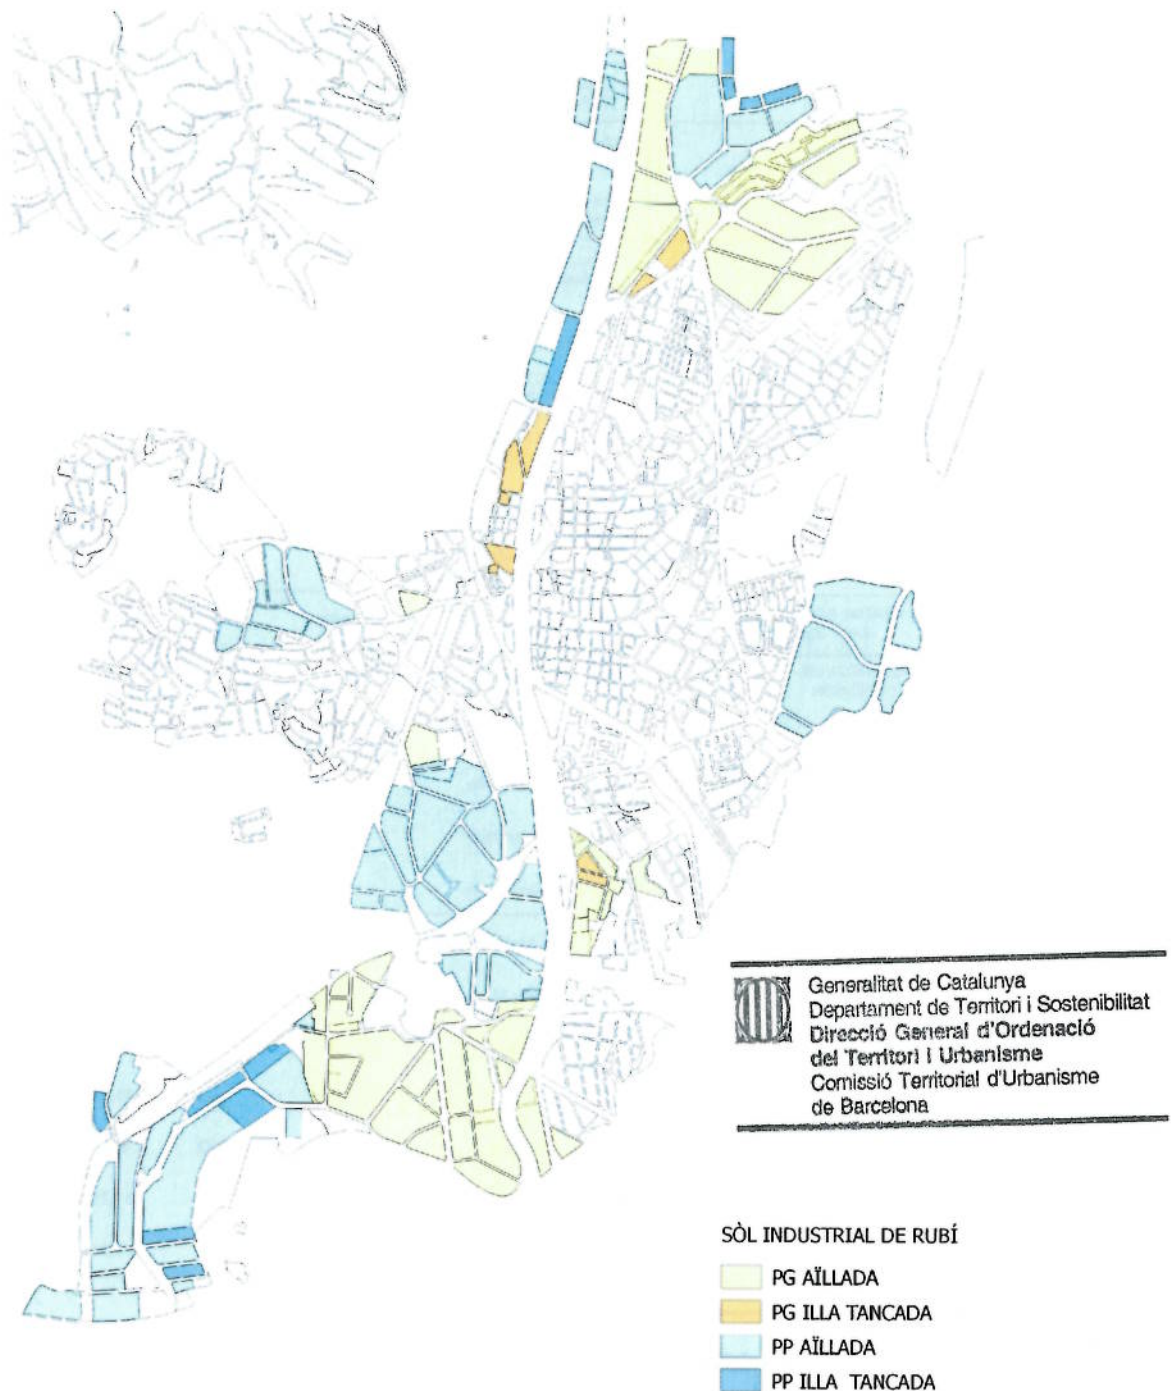 Generalitat de Catalunya
Departament de Territori i Sostenibilitat
Direcció General d'Ordenació
del Territori i Urbanisme
Comissió Territorial d'Urbanisme
de Barcelona
SÒL INDUSTRIAL DE RUBÍ
PG AÏLLADA
PG ILLA TANCADA
PP AÏLLADA
PP ILLA TANCADA